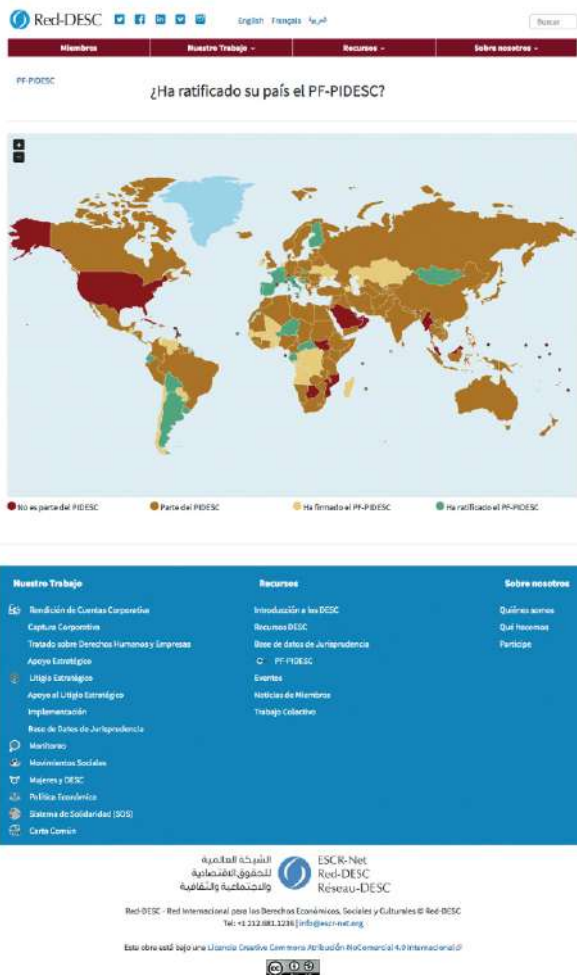 Red-DESC
English Français العربية
Buscar
Miembros Nuestro Trabajo Recursos Sobre nosotros
PF-PIDESC
¿Ha ratificado su país el PF-PIDESC?
+
-
No es parte del PIDESC Parte del PIDESC Ha firmado el PF-PIDESC Ha ratificado el PF-PIDESC
Nuestro Trabajo
Rendición de Cuentas Corporativa
Captura Corporativa
Tratado sobre Derechos Humanos y Empresas
Apoyo Estratégico
Litigio Estratégico
Apoyo al Litigio Estratégico
Implementación
Base de Datos de Jurisprudencia
Monitoreo
Movimientos Sociales
Mujeres y DESC
Política Económica
Sistema de Solidaridad (SOS)
Carta Común
Recursos
Introducción a los DESC
Recursos DESC
Base de datos de Jurisprudencia
PF-PIDESC
Eventos
Noticias de Miembros
Trabajo Colectivo
Sobre nosotros
Quiénes somos
Qué hacemos
Participe
الشبكة العالمية
للحقوق الاقتصادية
والاجتماعية والثقافية
ESCR-Net
Red-DESC
Réseau-DESC
Red-DESC - Red Internacional para los Derechos Económicos, Sociales y Culturales © Red-DESC
Tel: +1 212.681.1236 | info@escr-net.org
Esta obra está bajo una Licencia Creative Commons Atribución-NoComercial 4.0 Internacional